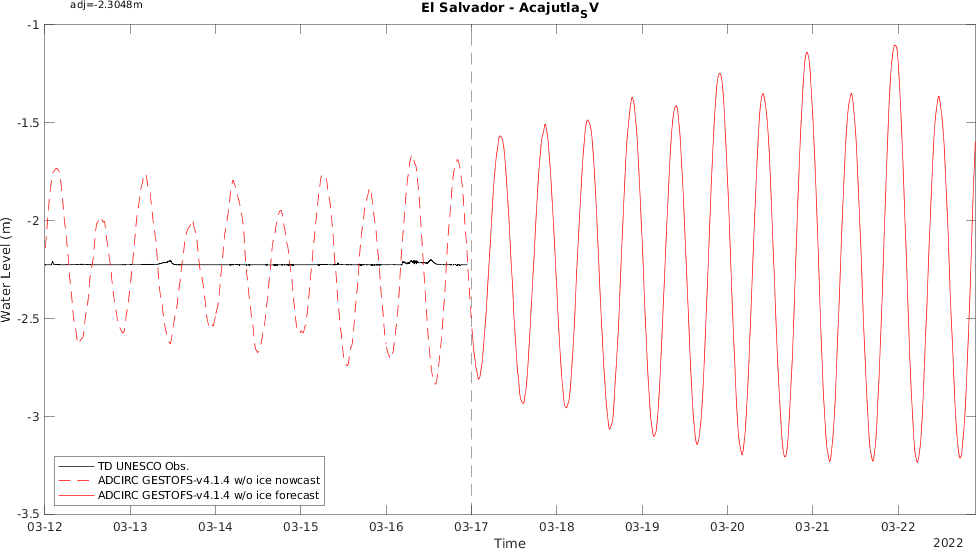 adj=-2.3048m
El Salvador - Acajutla_SV
-1
-1.5
-2
-2.5
-3
-3.5
Water Level (m)
TD UNESCO Obs.
ADCIRC GESTOFS-v4.1.4 w/o ice nowcast
ADCIRC GESTOFS-v4.1.4 w/o ice forecast
03-12 03-13 03-14 03-15 03-16 03-17 03-18 03-19 03-20 03-21 03-22
Time
2022